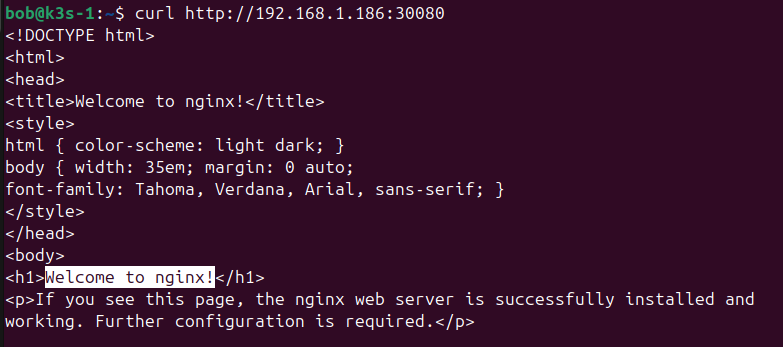 bob@k3s-1:~$ curl http://192.168.1.186:30080
<!DOCTYPE html>
<html>
<head>
<title>Welcome to nginx!</title>
<style>
html { color-scheme: light dark; }
body { width: 35em; margin: 0 auto;
font-family: Tahoma, Verdana, Arial, sans-serif; }
</style>
</head>
<body>
<h1>Welcome to nginx!</h1>
<p>If you see this page, the nginx web server is successfully installed and
working. Further configuration is required.</p>